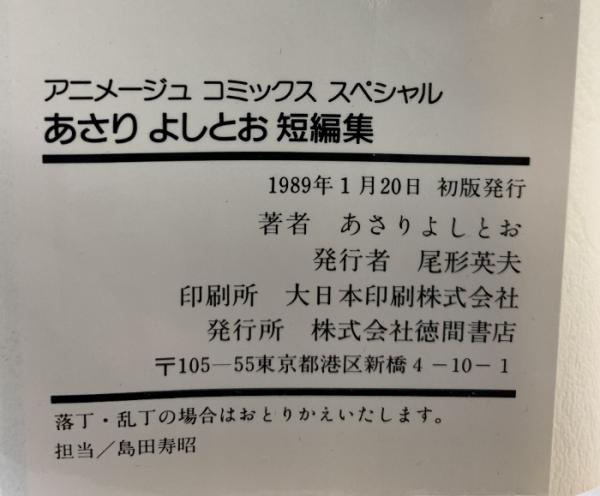 アニメージュ コミックス スペシャル
あさり よしとお 短編集
1989年1月20日 初版発行
著者 あさりよしとお
発行者 尾形英夫
印刷所 大日本印刷株式会社
発行所 株式会社徳間書店
〒105―55東京都港区新橋4－10－1
落丁・乱丁の場合はおとりかえいたします。
担当／島田寿昭